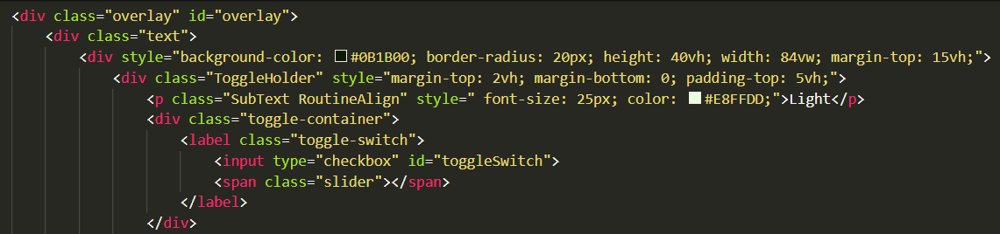 <div class="overlay" id="overlay">
<div class="text">
<div style="background-color: #0B1B00; border-radius: 20px; height: 40vh; width: 84vw; margin-top: 15vh;">
<div class="ToggleHolder" style="margin-top: 2vh; margin-bottom: 0; padding-top: 5vh;">
<p class="SubText RoutineAlign" style=" font-size: 25px; color: #E8FFDD;">Light</p>
<div class="toggle-container">
<label class="toggle-switch">
<input type="checkbox" id="toggleSwitch">
<span class="slider"></span>
</label>
</div>